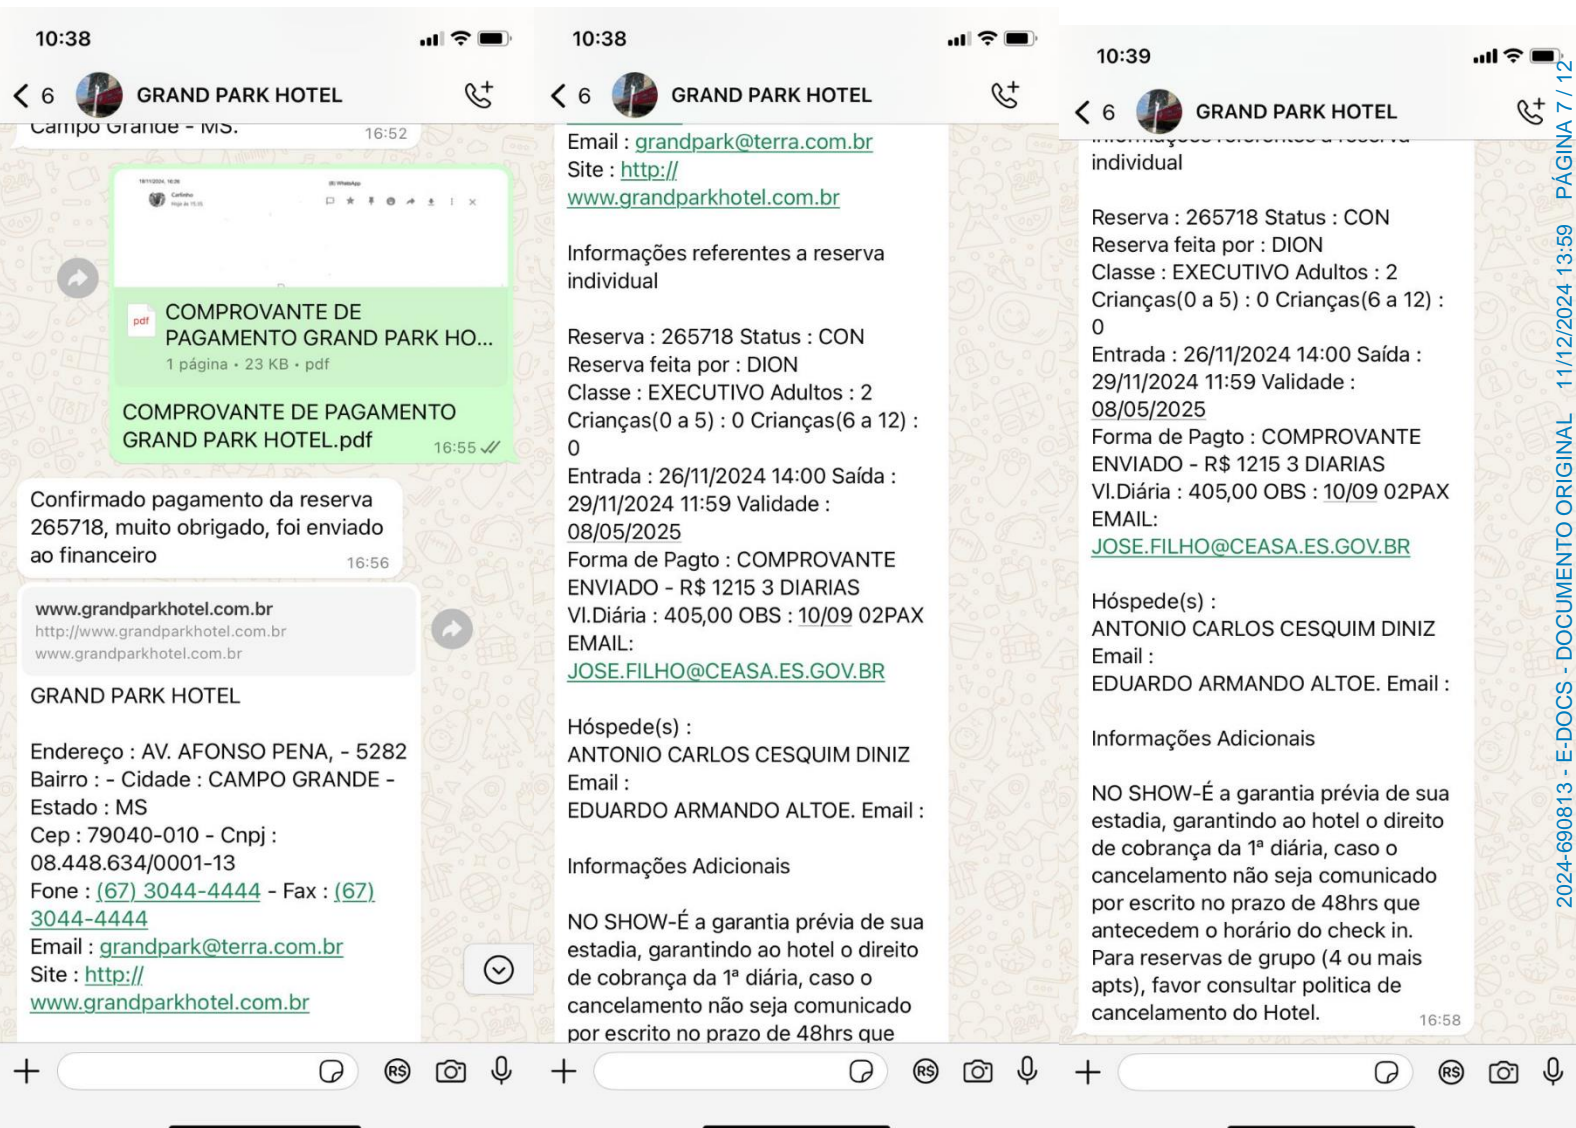 10:38
6
GRAND PARK HOTEL
Campo Grande - MS.
16:52
18/11/2024, 16:09
(6) WhatsApp
Carlinho
Hoje às 15:35
pdf
COMPROVANTE DE
PAGAMENTO GRAND PARK HO...
1 página • 23 KB • pdf
COMPROVANTE DE PAGAMENTO
GRAND PARK HOTEL.pdf
16:55
Confirmado pagamento da reserva
265718, muito obrigado, foi enviado
ao financeiro
16:56
www.grandparkhotel.com.br
http://www.grandparkhotel.com.br
www.grandparkhotel.com.br
GRAND PARK HOTEL
Endereço : AV. AFONSO PENA, - 5282
Bairro : - Cidade : CAMPO GRANDE -
Estado : MS
Cep : 79040-010 - Cnpj :
08.448.634/0001-13
Fone : (67) 3044-4444 - Fax : (67)
3044-4444
Email : grandpark@terra.com.br
Site : http://
www.grandparkhotel.com.br
R$
10:38
6
GRAND PARK HOTEL
Email : grandpark@terra.com.br
Site : http://
www.grandparkhotel.com.br
Informações referentes a reserva
individual
Reserva : 265718 Status : CON
Reserva feita por : DION
Classe : EXECUTIVO Adultos : 2
Crianças(0 a 5) : 0 Crianças(6 a 12) :
0
Entrada : 26/11/2024 14:00 Saída :
29/11/2024 11:59 Validade :
08/05/2025
Forma de Pagto : COMPROVANTE
ENVIADO - R$ 1215 3 DIARIAS
Vl.Diária : 405,00 OBS : 10/09 02PAX
EMAIL:
JOSE.FILHO@CEASA.ES.GOV.BR
Hóspede(s) :
ANTONIO CARLOS CESQUIM DINIZ
Email :
EDUARDO ARMANDO ALTOE. Email :
Informações Adicionais
NO SHOW-É a garantia prévia de sua
estadia, garantindo ao hotel o direito
de cobrança da 1ª diária, caso o
cancelamento não seja comunicado
por escrito no prazo de 48hrs que
R$
10:39
6
GRAND PARK HOTEL
Informações referentes a reserva
individual
Reserva : 265718 Status : CON
Reserva feita por : DION
Classe : EXECUTIVO Adultos : 2
Crianças(0 a 5) : 0 Crianças(6 a 12) :
0
Entrada : 26/11/2024 14:00 Saída :
29/11/2024 11:59 Validade :
08/05/2025
Forma de Pagto : COMPROVANTE
ENVIADO - R$ 1215 3 DIARIAS
Vl.Diária : 405,00 OBS : 10/09 02PAX
EMAIL:
JOSE.FILHO@CEASA.ES.GOV.BR
Hóspede(s) :
ANTONIO CARLOS CESQUIM DINIZ
Email :
EDUARDO ARMANDO ALTOE. Email :
Informações Adicionais
NO SHOW-É a garantia prévia de sua
estadia, garantindo ao hotel o direito
de cobrança da 1ª diária, caso o
cancelamento não seja comunicado
por escrito no prazo de 48hrs que
antecedem o horário do check in.
Para reservas de grupo (4 ou mais
apts), favor consultar politica de
cancelamento do Hotel.
16:58
R$
2024-690813 - E-DOCS - DOCUMENTO ORIGINAL 11/12/2024 13:59 PÁGINA 7 / 12